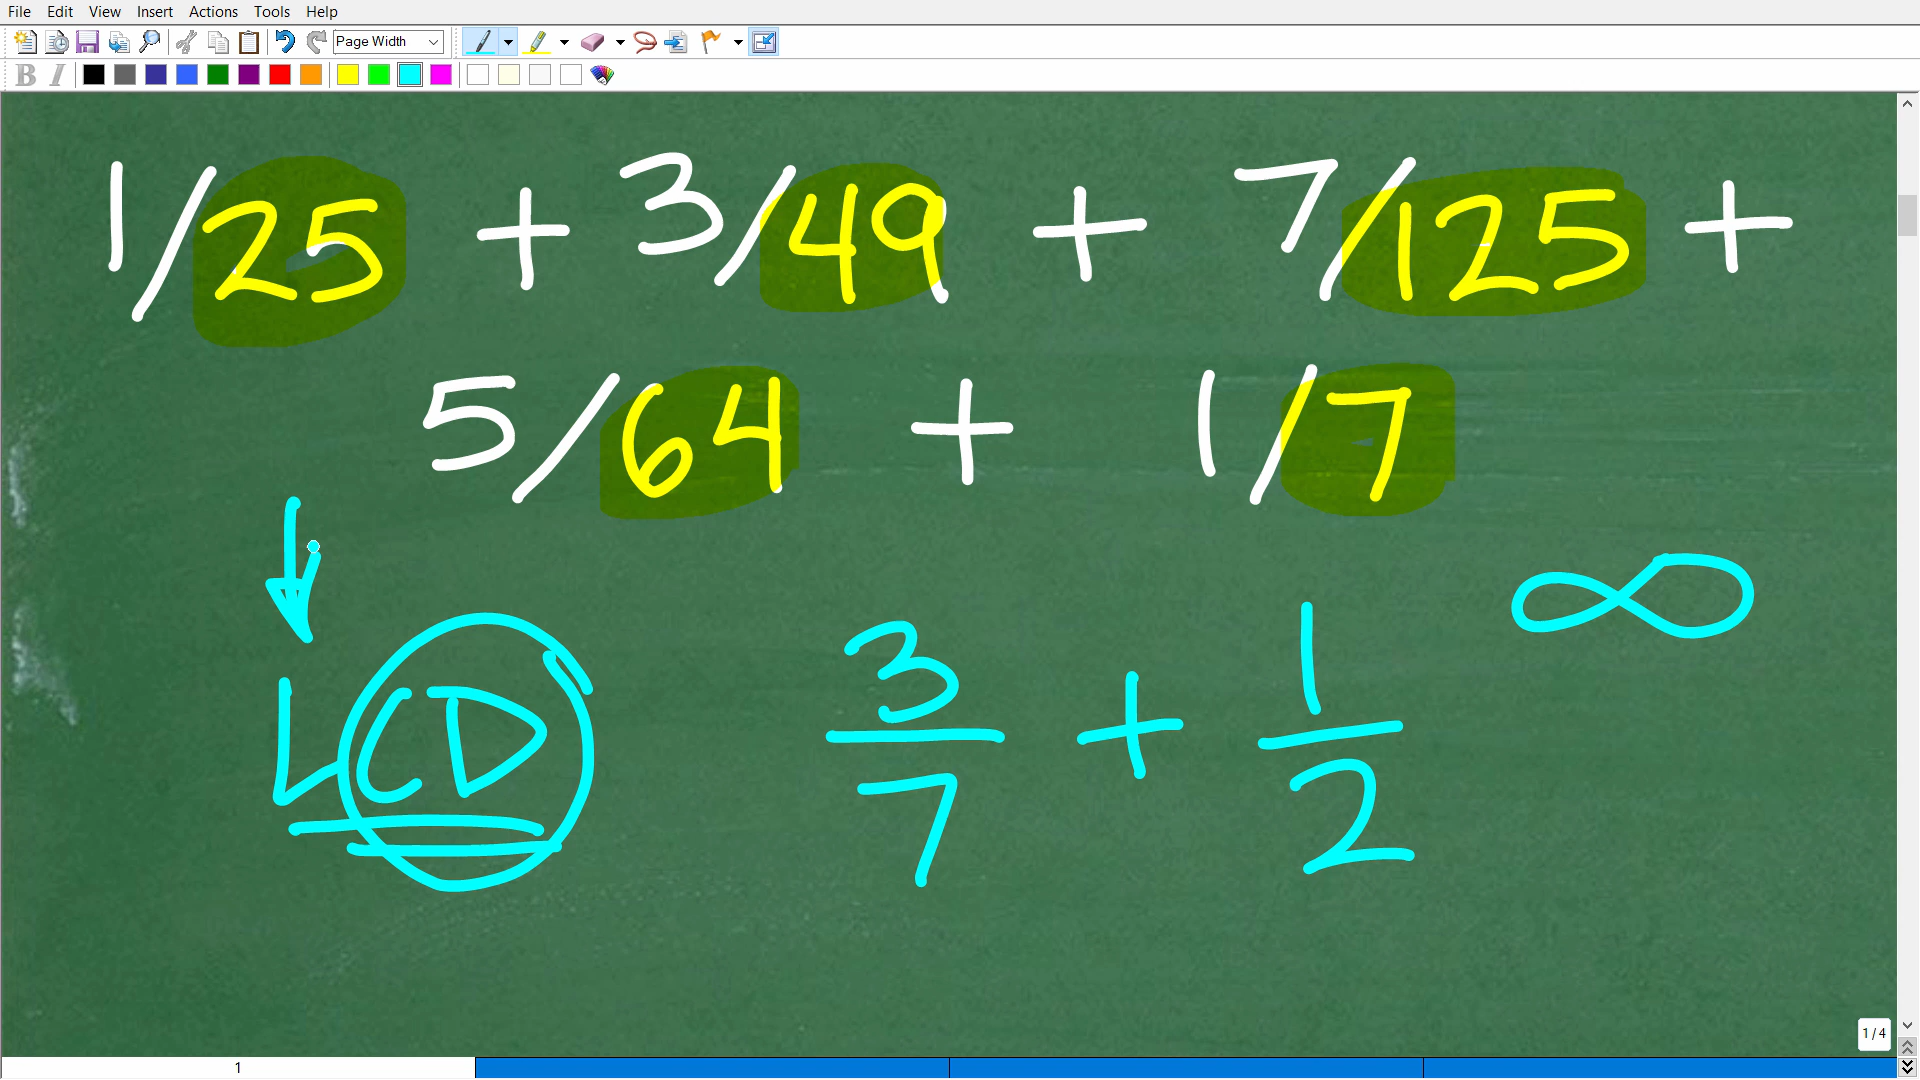 File Edit View Insert Actions Tools Help
Page Width
B I
1/25 + 3/49 + 7/125 +
5/64 + 1/7
∞
LCD 3/7 + 1/2
1 / 4
1